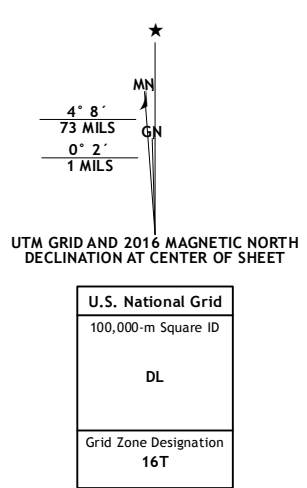 MN
4° 8´
73 MILS
GN
0° 2´
1 MILS
UTM GRID AND 2016 MAGNETIC NORTH
DECLINATION AT CENTER OF SHEET
U.S. National Grid
100,000-m Square ID
DL
Grid Zone Designation
16T